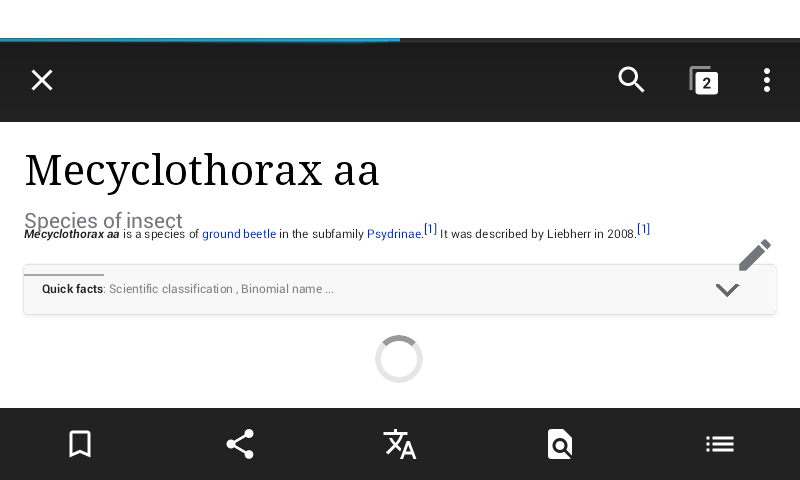 2
Mecyclothorax aa
Species of insect
Mecyclothorax aa is a species of ground beetle in the subfamily Psydrinae.[1] It was described by Liebherr in 2008.[1]
Quick facts: Scientific classification , Binomial name ...